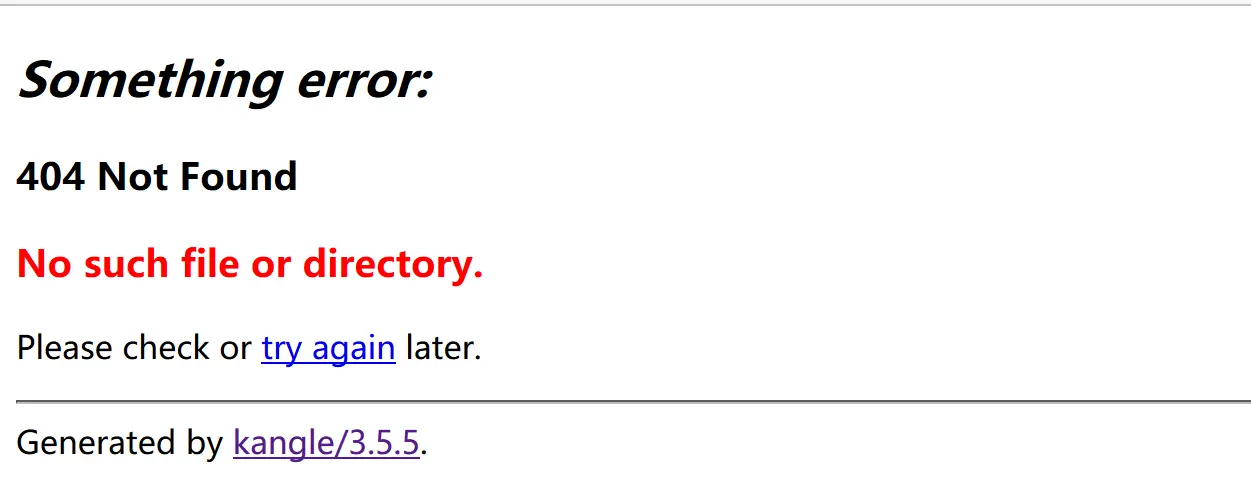 Something error:
404 Not Found
No such file or directory.
Please check or try again later.
Generated by kangle/3.5.5.